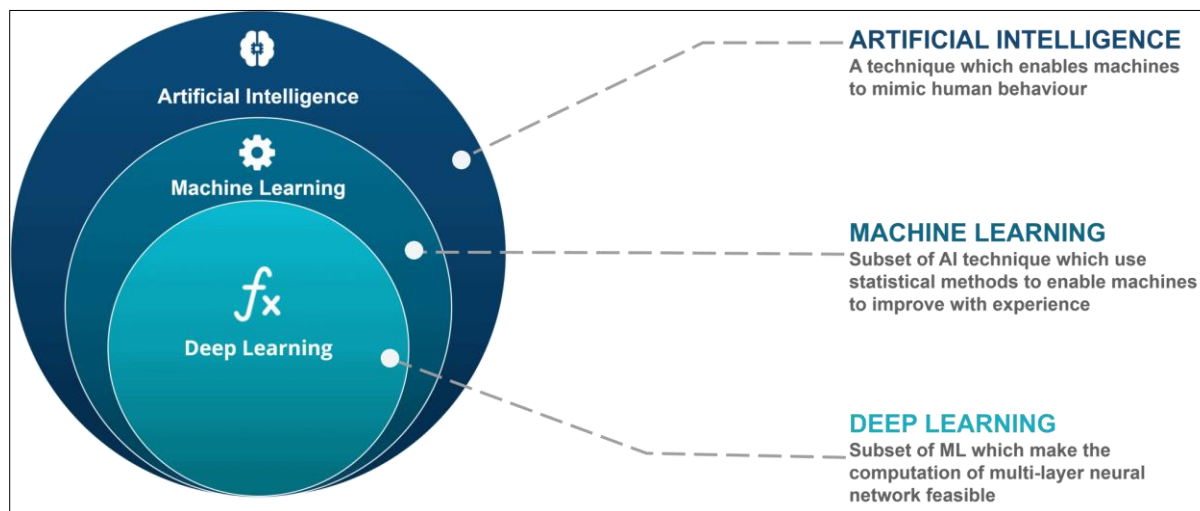 Artificial Intelligence
Machine Learning
fx
Deep Learning
ARTIFICIAL INTELLIGENCE
A technique which enables machines
to mimic human behaviour
MACHINE LEARNING
Subset of AI technique which use
statistical methods to enable machines
to improve with experience
DEEP LEARNING
Subset of ML which make the
computation of multi-layer neural
network feasible